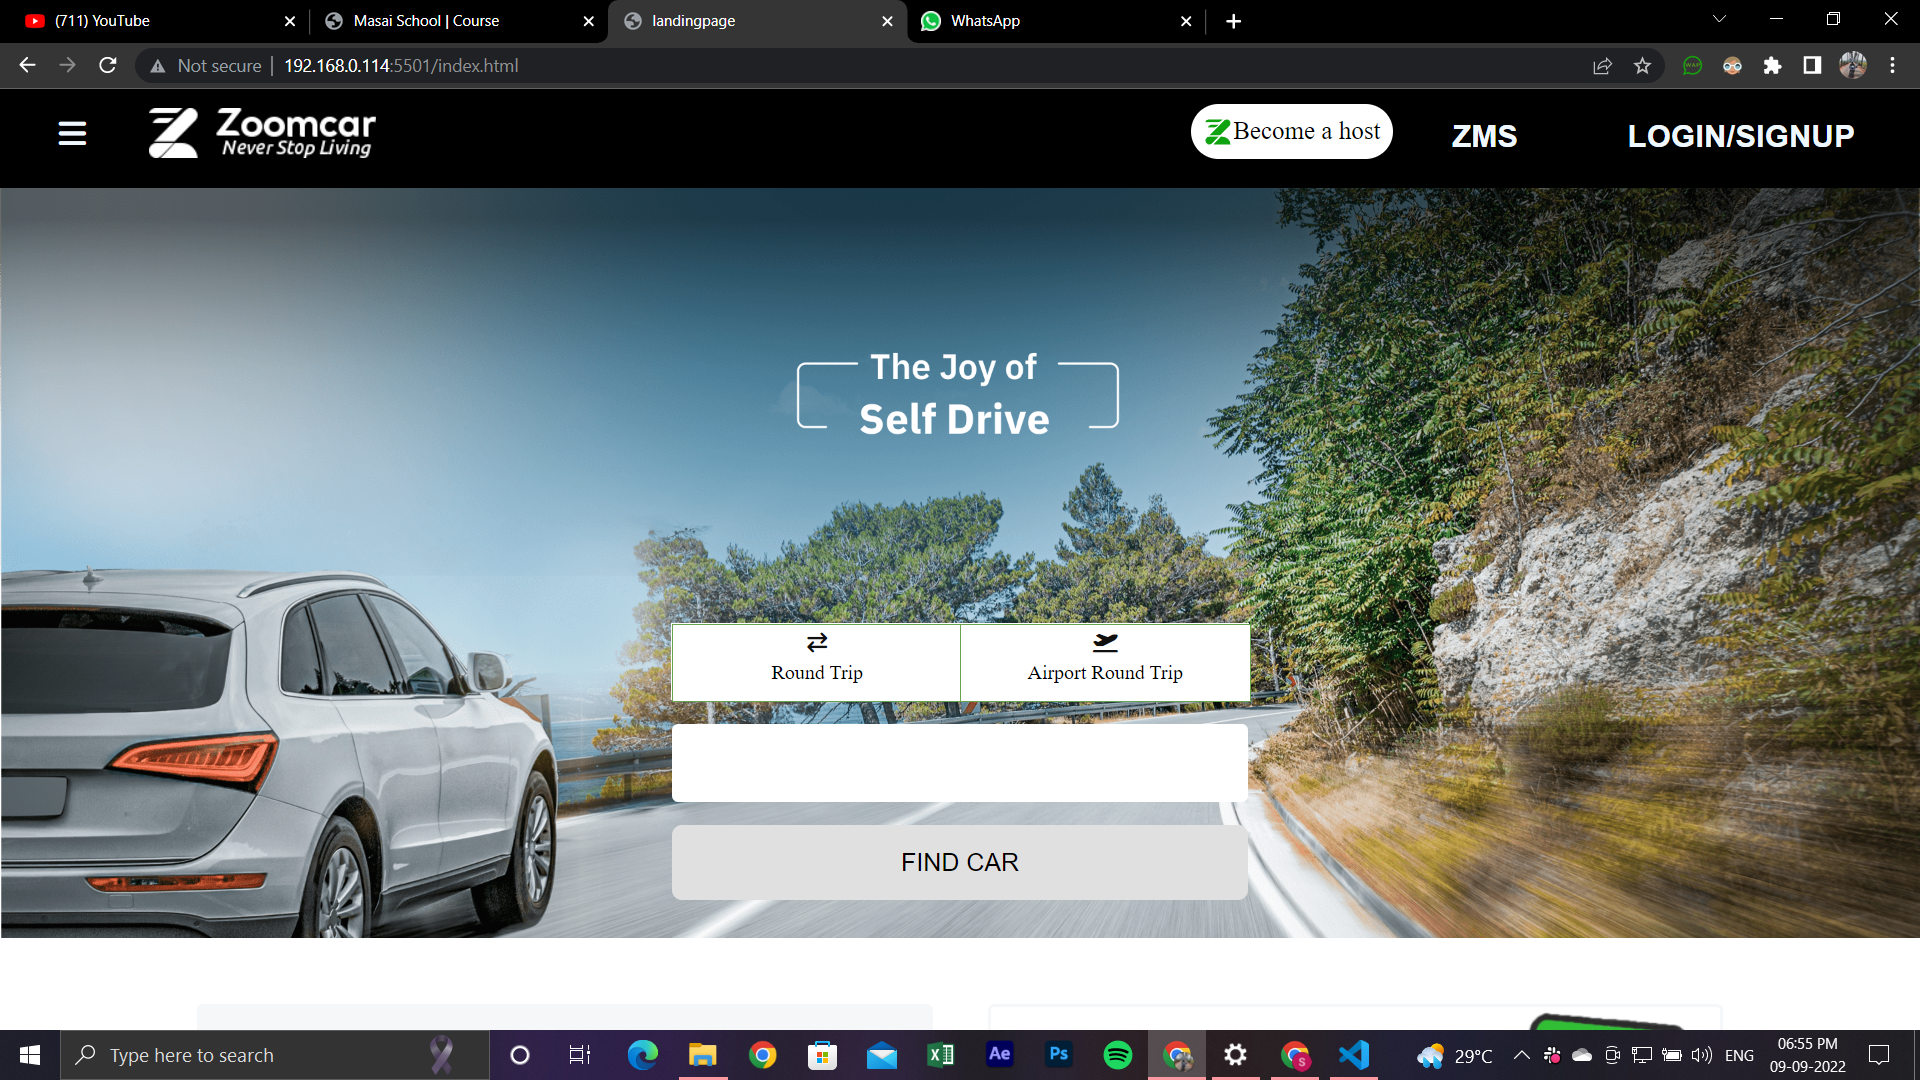 (711) YouTube
Masai School | Course
landingpage
WhatsApp
Not secure
192.168.0.114:5501/index.html
Zoomcar
Never Stop Living
Become a host
ZMS
LOGIN/SIGNUP
The Joy of
Self Drive
Round Trip
Airport Round Trip
FIND CAR
Type here to search
Ae
Ps
S
29°C
ENG
06:55 PM
09-09-2022